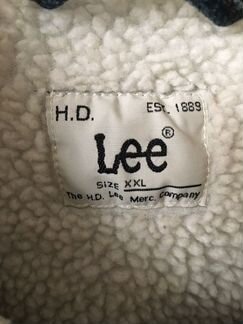 H.D. EST. 1889
Lee®
SIZE XXL
The H.D. Lee Merc. Company